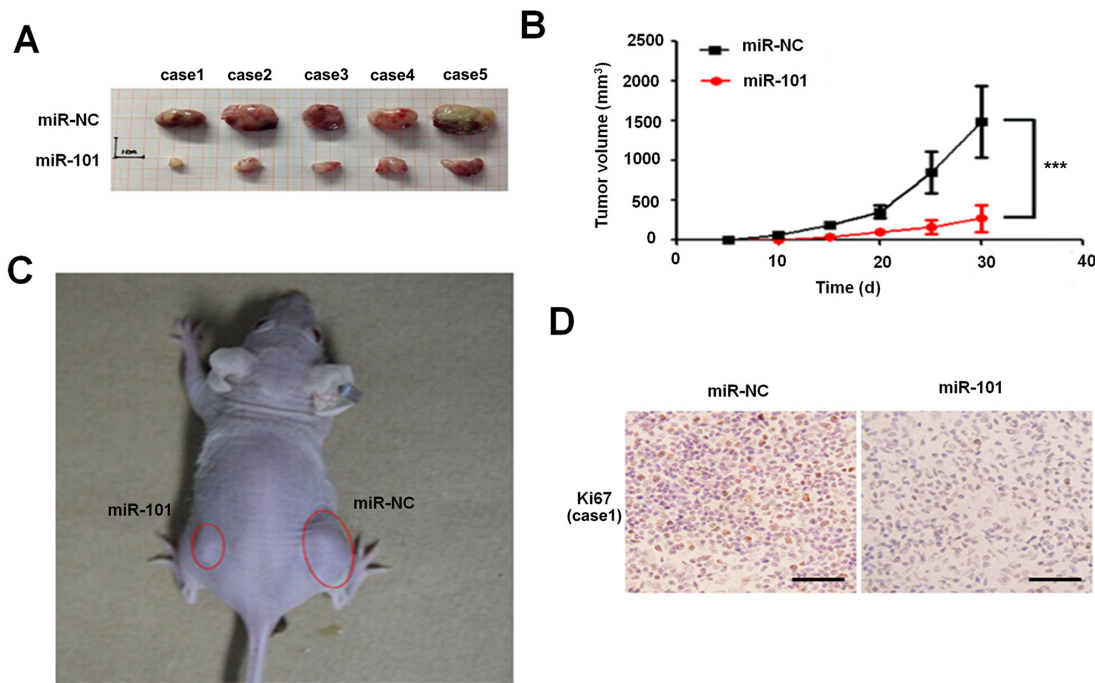 A
case1 case2 case3 case4 case5
miR-NC
miR-101
1cm
B
miR-NC
miR-101
Tumor volume (mm³)
2500
2000
1500
1000
500
0
***
0 10 20 30 40
Time (d)
C
miR-101
miR-NC
D
miR-NC miR-101
Ki67
(case1)